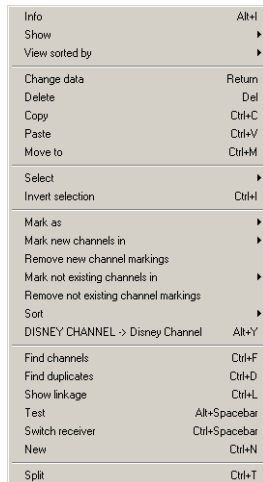 Info Alt+I
Show
View sorted by
Change data Return
Delete Del
Copy Ctrl+C
Paste Ctrl+V
Move to Ctrl+M
Select
Invert selection Ctrl+I
Mark as
Mark new channels in
Remove new channel markings
Mark not existing channels in
Remove not existing channel markings
Sort
DISNEY CHANNEL -> Disney Channel Alt+Y
Find channels Ctrl+F
Find duplicates Ctrl+D
Show linkage Ctrl+L
Test Alt+Spacebar
Switch receiver Ctrl+Spacebar
New Ctrl+N
Split Ctrl+T